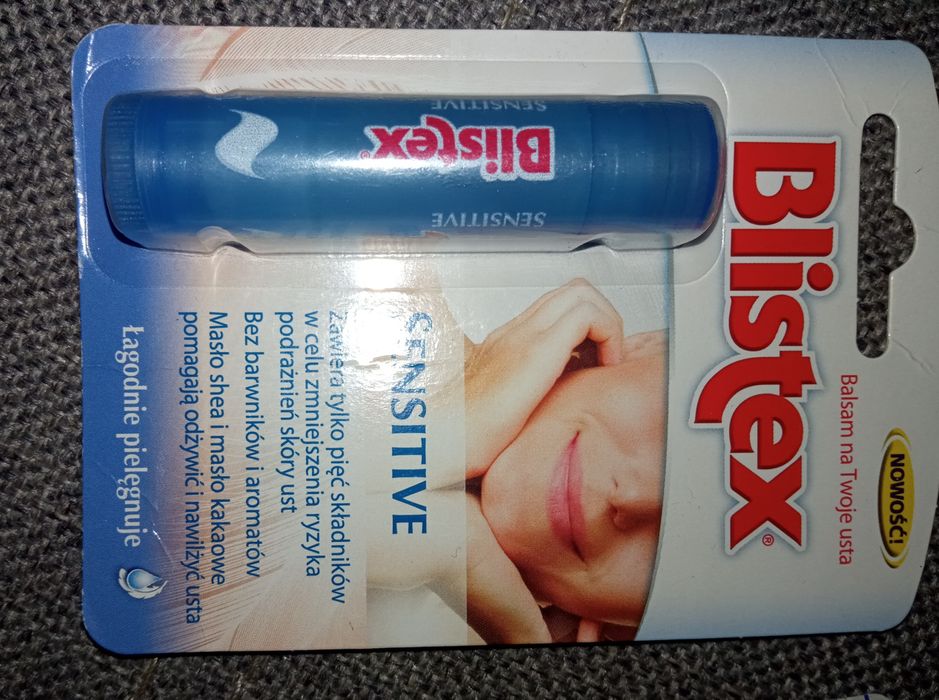 NOWOŚĆ!
Balsam na Twoje usta
Blistex®
SENSITIVE
Blistex®
SENSITIVE
SENSITIVE
Zawiera tylko pięć składników
w celu zmniejszenia ryzyka
podrażnień skóry ust
Bez barwników i aromatów
Masło shea i masło kakaowe
pomagają odżywić i nawilżyć usta
Łagodnie pielęgnuje